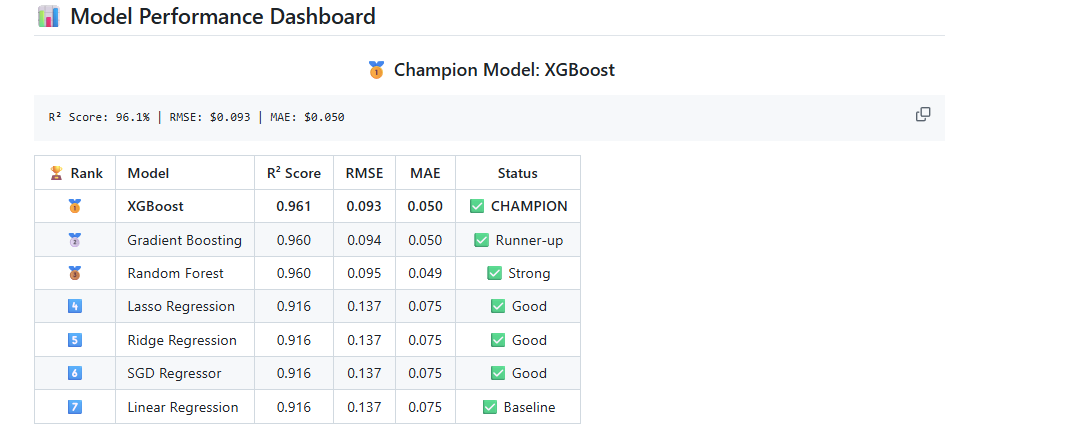 📊 Model Performance Dashboard
🥇 Champion Model: XGBoost
R² Score: 96.1% | RMSE: $0.093 | MAE: $0.050
🏆 Rank Model R² Score RMSE MAE Status
🥇 XGBoost 0.961 0.093 0.050 ✅ CHAMPION
🥈 Gradient Boosting 0.960 0.094 0.050 ✅ Runner-up
🥉 Random Forest 0.960 0.095 0.049 ✅ Strong
4️⃣ Lasso Regression 0.916 0.137 0.075 ✅ Good
5️⃣ Ridge Regression 0.916 0.137 0.075 ✅ Good
6️⃣ SGD Regressor 0.916 0.137 0.075 ✅ Good
7️⃣ Linear Regression 0.916 0.137 0.075 ✅ Baseline